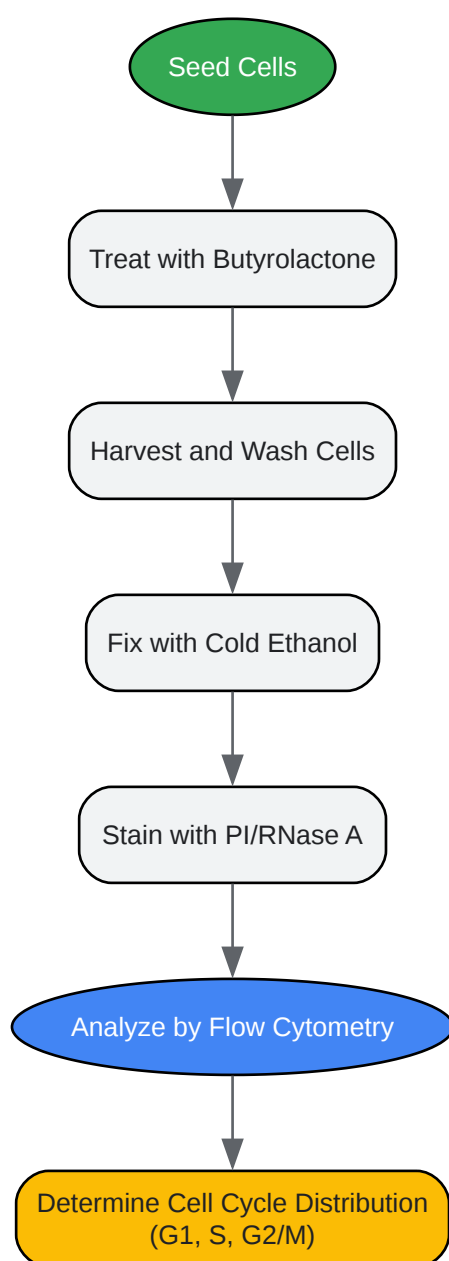 Seed Cells
Treat with Butyrolactone
Harvest and Wash Cells
Fix with Cold Ethanol
Stain with PI/RNase A
Analyze by Flow Cytometry
Determine Cell Cycle Distribution
(G1, S, G2/M)